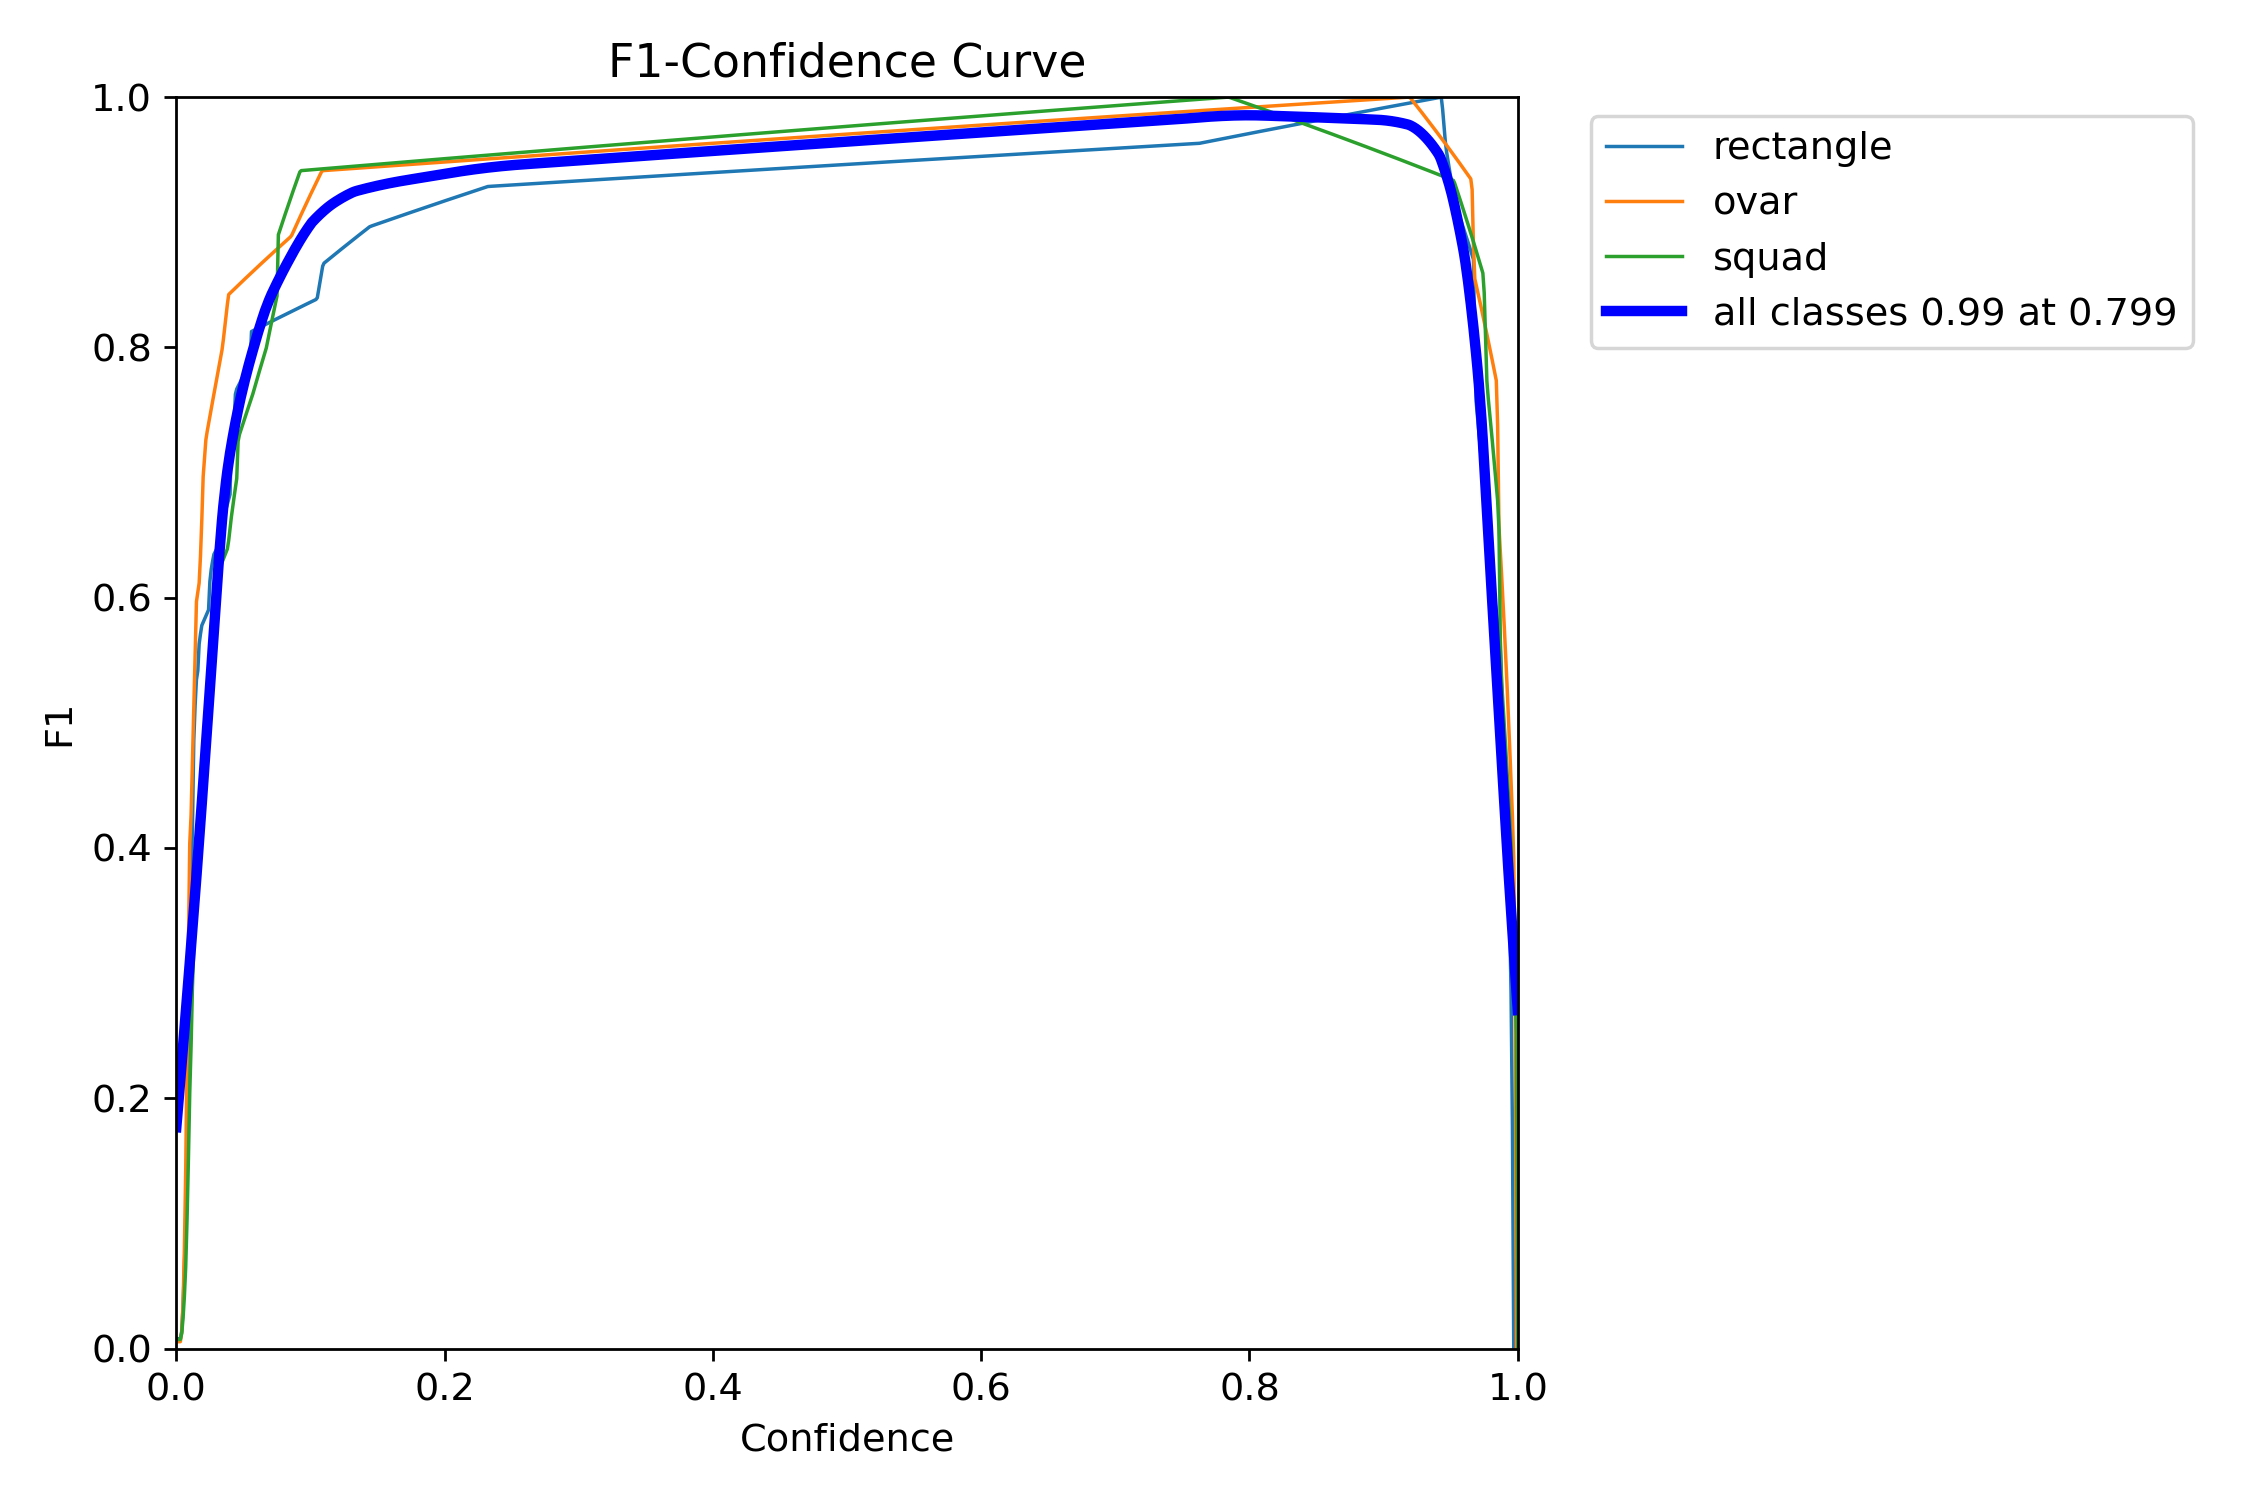 F1-Confidence Curve
1.0
0.8
0.6
0.4
0.2
0.0
F1
0.0 0.2 0.4 0.6 0.8 1.0
Confidence
rectangle
ovar
squad
all classes 0.99 at 0.799